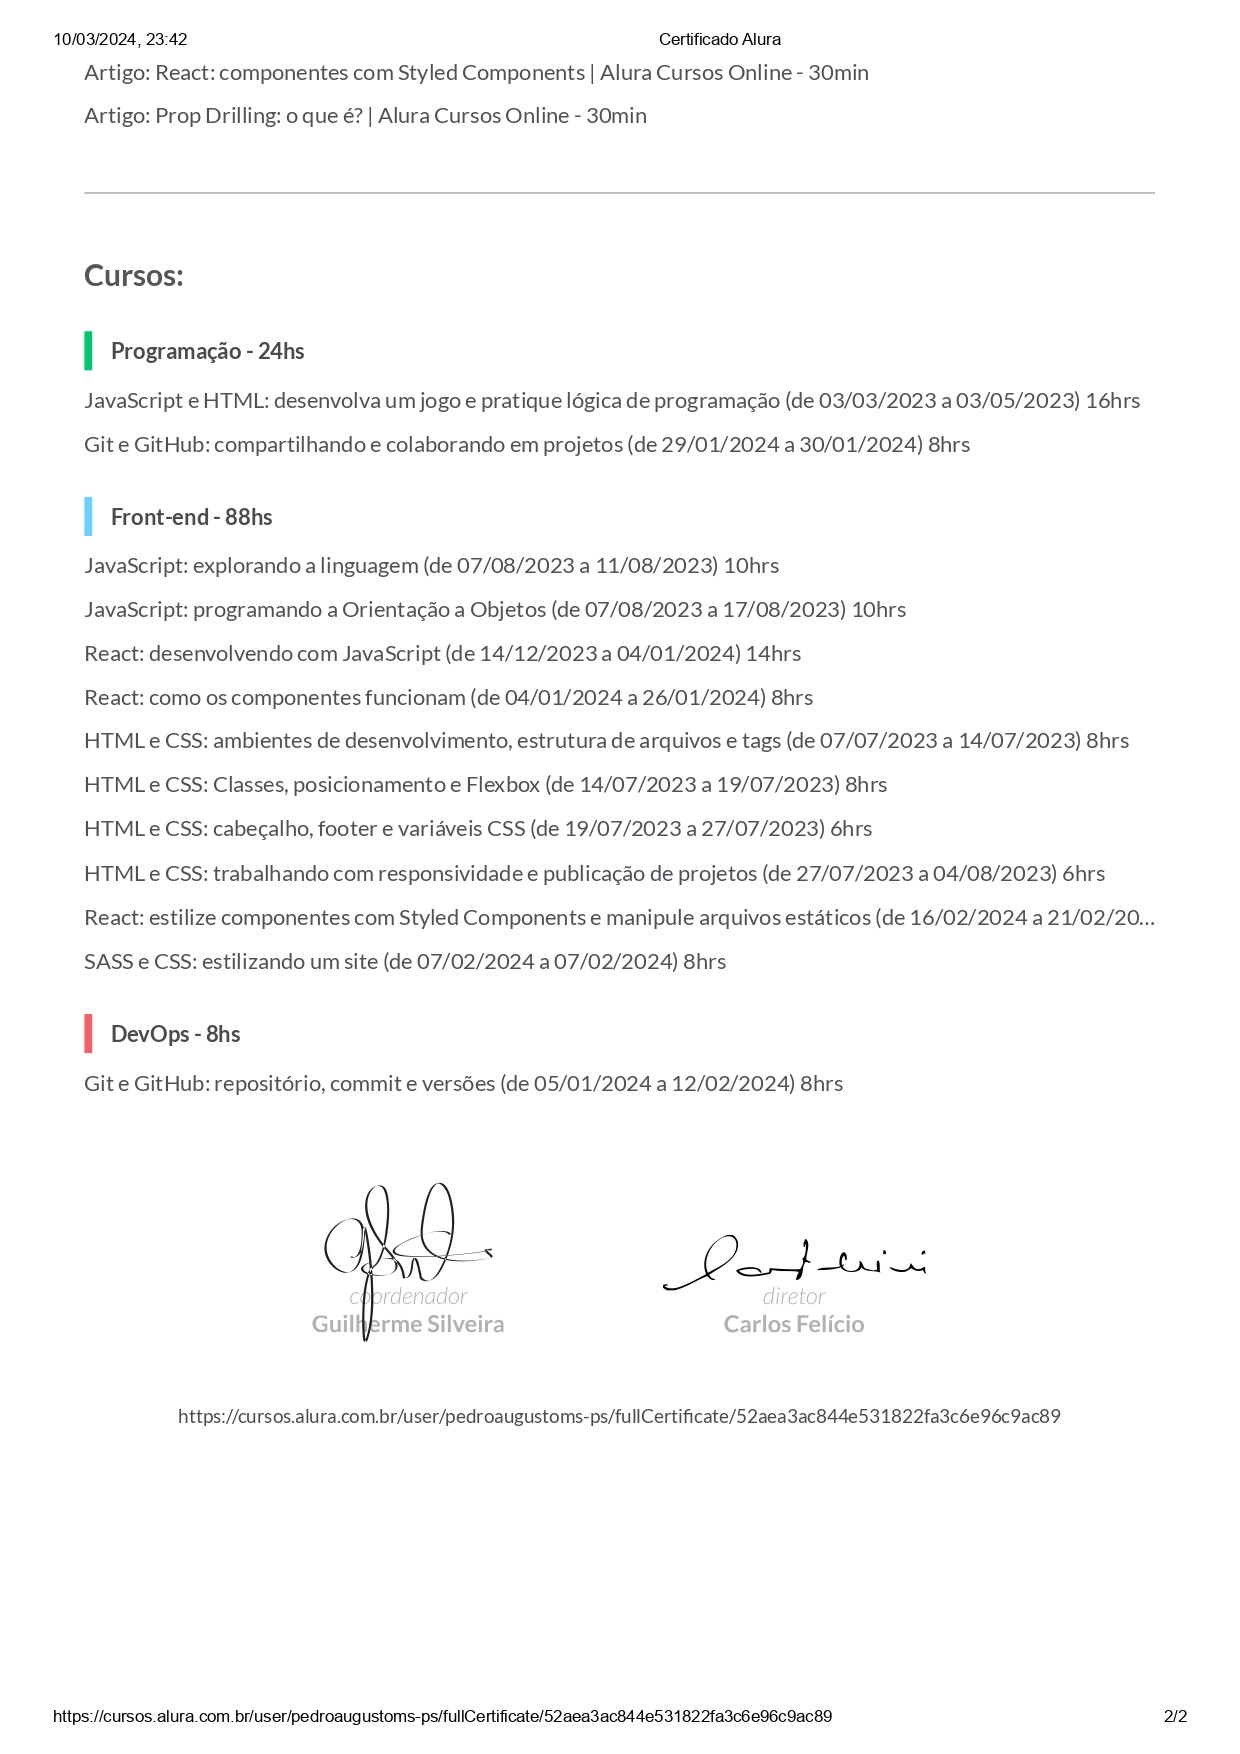 10/03/2024, 23:42 Certificado Alura
Artigo: React: componentes com Styled Components | Alura Cursos Online - 30min
Artigo: Prop Drilling: o que é? | Alura Cursos Online - 30min
Cursos:
Programação - 24hs
JavaScript e HTML: desenvolva um jogo e pratique lógica de programação (de 03/03/2023 a 03/05/2023) 16hrs
Git e GitHub: compartilhando e colaborando em projetos (de 29/01/2024 a 30/01/2024) 8hrs
Front-end - 88hs
JavaScript: explorando a linguagem (de 07/08/2023 a 11/08/2023) 10hrs
JavaScript: programando a Orientação a Objetos (de 07/08/2023 a 17/08/2023) 10hrs
React: desenvolvendo com JavaScript (de 14/12/2023 a 04/01/2024) 14hrs
React: como os componentes funcionam (de 04/01/2024 a 26/01/2024) 8hrs
HTML e CSS: ambientes de desenvolvimento, estrutura de arquivos e tags (de 07/07/2023 a 14/07/2023) 8hrs
HTML e CSS: Classes, posicionamento e Flexbox (de 14/07/2023 a 19/07/2023) 8hrs
HTML e CSS: cabeçalho, footer e variáveis CSS (de 19/07/2023 a 27/07/2023) 6hrs
HTML e CSS: trabalhando com responsividade e publicação de projetos (de 27/07/2023 a 04/08/2023) 6hrs
React: estilize componentes com Styled Components e manipule arquivos estáticos (de 16/02/2024 a 21/02/20...
SASS e CSS: estilizando um site (de 07/02/2024 a 07/02/2024) 8hrs
DevOps - 8hs
Git e GitHub: repositório, commit e versões (de 05/01/2024 a 12/02/2024) 8hrs
coordenador diretor
Guilherme Silveira Carlos Felício
https://cursos.alura.com.br/user/pedroaugustoms-ps/fullCertificate/52aea3ac844e531822fa3c6e96c9ac89
https://cursos.alura.com.br/user/pedroaugustoms-ps/fullCertificate/52aea3ac844e531822fa3c6e96c9ac89 2/2